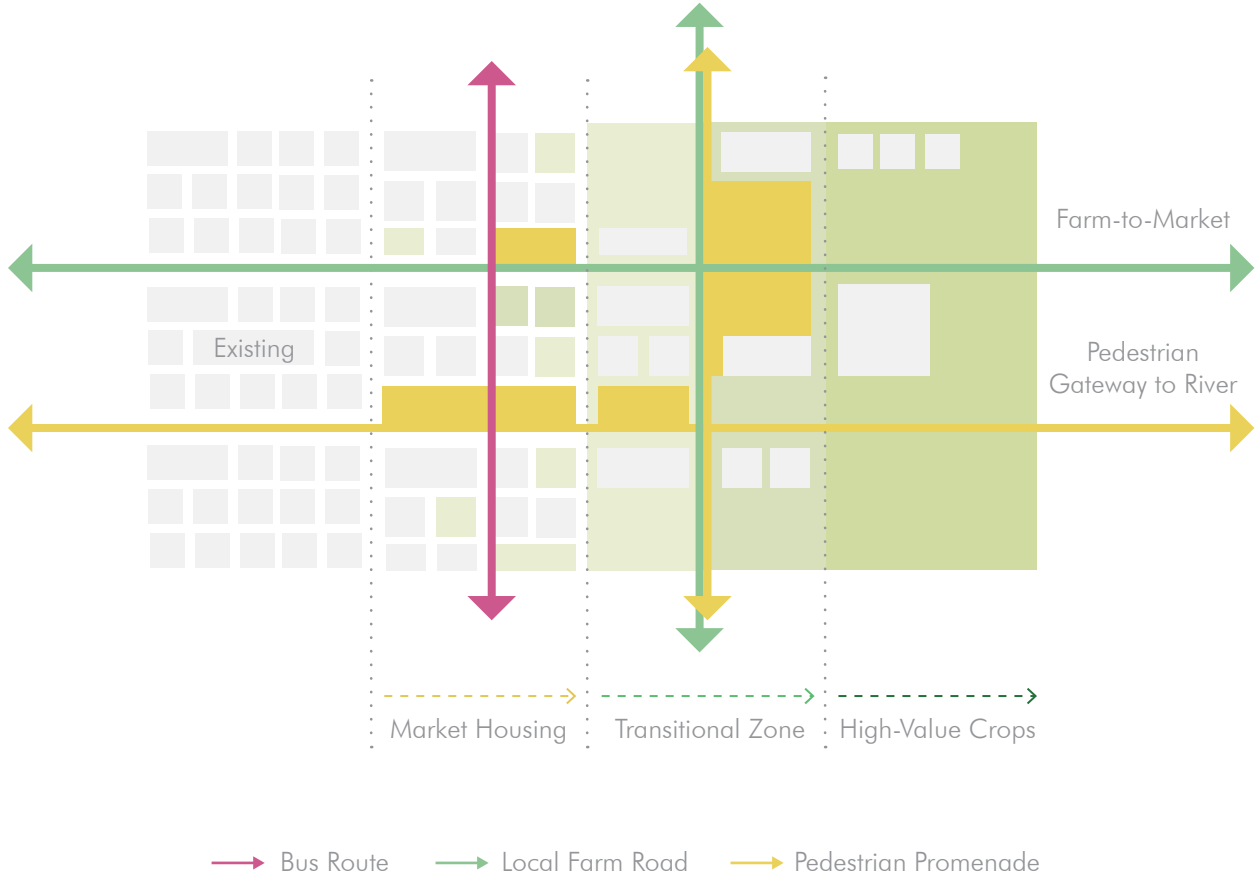 Farm-to-Market
Existing
Pedestrian
Gateway to River
Market Housing
Transitional Zone
High-Value Crops
Bus Route
Local Farm Road
Pedestrian Promenade